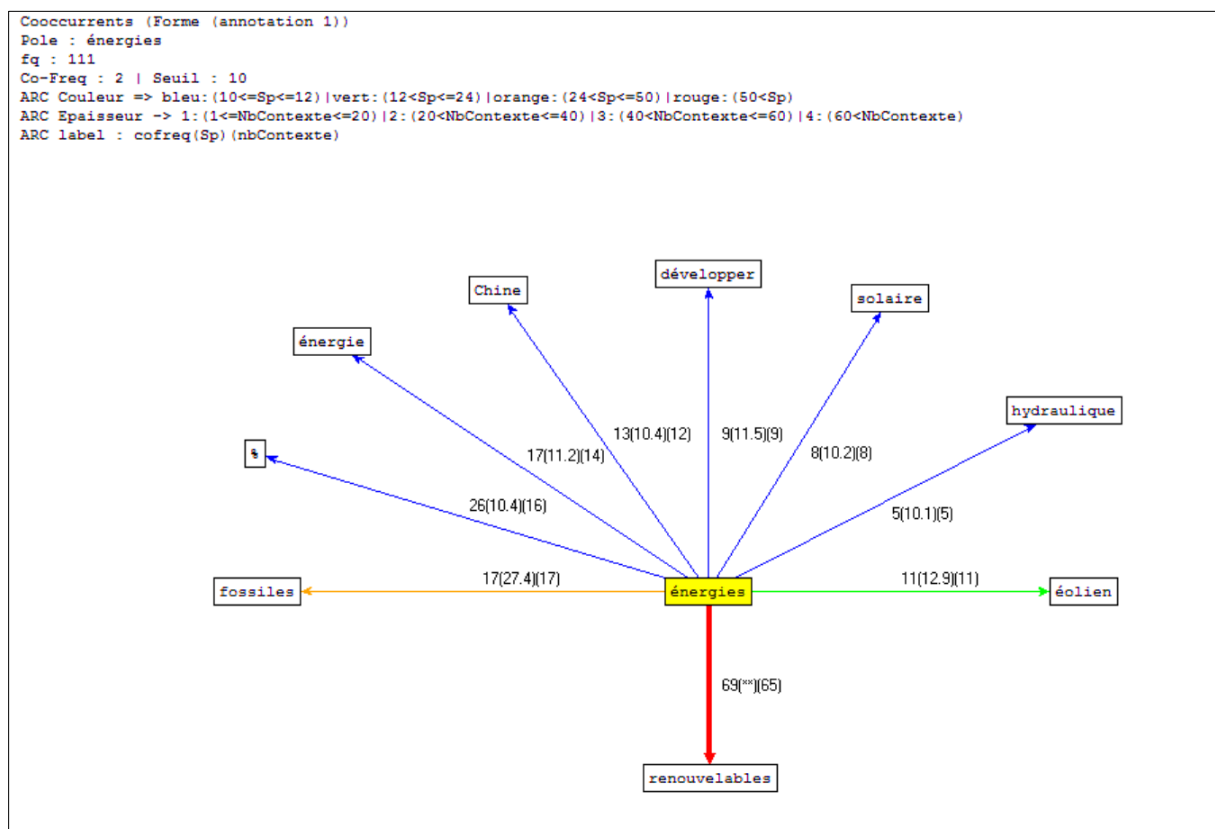 Cooccurrents (Forme (annotation 1))
Pole : énergies
fq : 111
Co-Freq : 2 | Seuil : 10
ARC Couleur => bleu:(10<=Sp<=12)|vert:(12<Sp<=24)|orange:(24<Sp<=50)|rouge:(50<Sp)
ARC Epaisseur -> 1:(1<=NbContexte<=20)|2:(20<NbContexte<=40)|3:(40<NbContexte<=60)|4:(60<NbContexte)
ARC label : cofreq(Sp)(nbContexte)
développer
Chine
solaire
énergie
hydraulique
13(10.4)(12)
9(11.5)(9)
%
17(11.2)(14)
8(10.2)(8)
26(10.4)(16)
5(10.1)(5)
17(27.4)(17)
11(12.9)(11)
fossiles
énergies
éolien
69(**)(65)
renouvelables